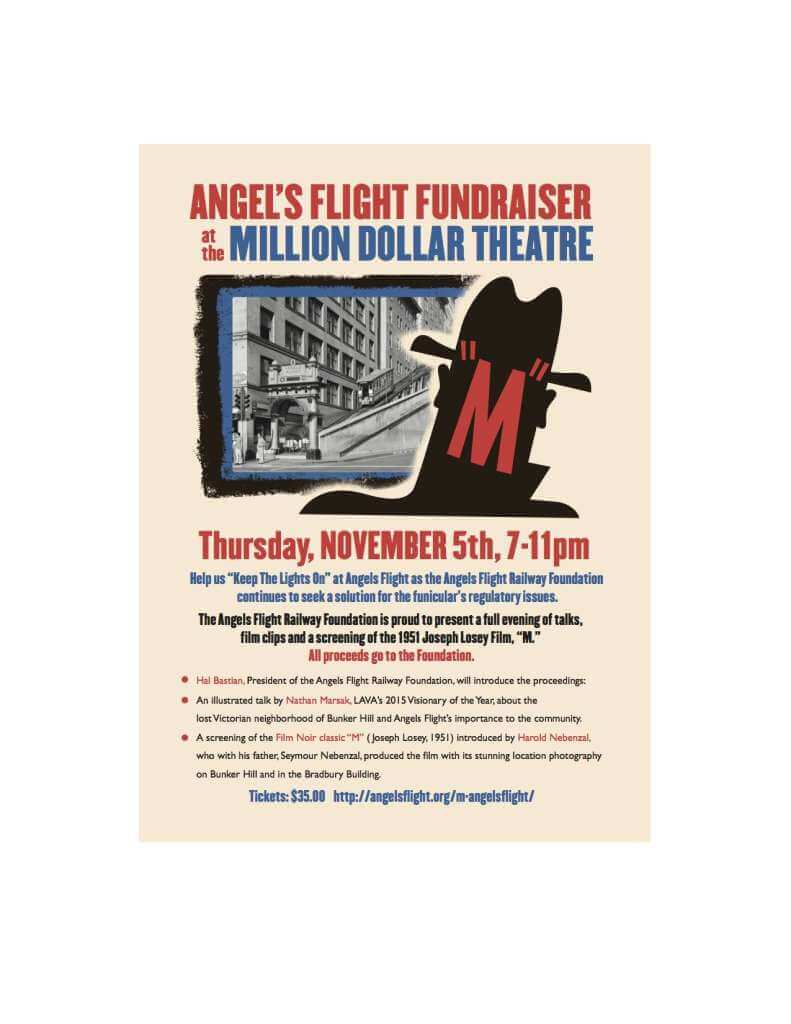 ANGEL'S FLIGHT FUNDRAISER
at the MILLION DOLLAR THEATRE
"M"
Thursday, NOVEMBER 5th, 7-11pm
Help us “Keep The Lights On” at Angels Flight as the Angels Flight Railway Foundation
continues to seek a solution for the funicular's regulatory issues.
The Angels Flight Railway Foundation is proud to present a full evening of talks,
film clips and a screening of the 1951 Joseph Losey Film, “M.”
All proceeds go to the Foundation.
Hal Bastian, President of the Angels Flight Railway Foundation, will introduce the proceedings:
An illustrated talk by Nathan Marsak, LAVA's 2015 Visionary of the Year, about the
lost Victorian neighborhood of Bunker Hill and Angels Flight's importance to the community.
A screening of the Film Noir classic “M” (Joseph Losey, 1951) introduced by Harold Nebenzal,
who with his father, Seymour Nebenzal, produced the film with its stunning location photography
on Bunker Hill and in the Bradbury Building.
Tickets: $35.00 http://angelsflight.org/m-angelsflight/